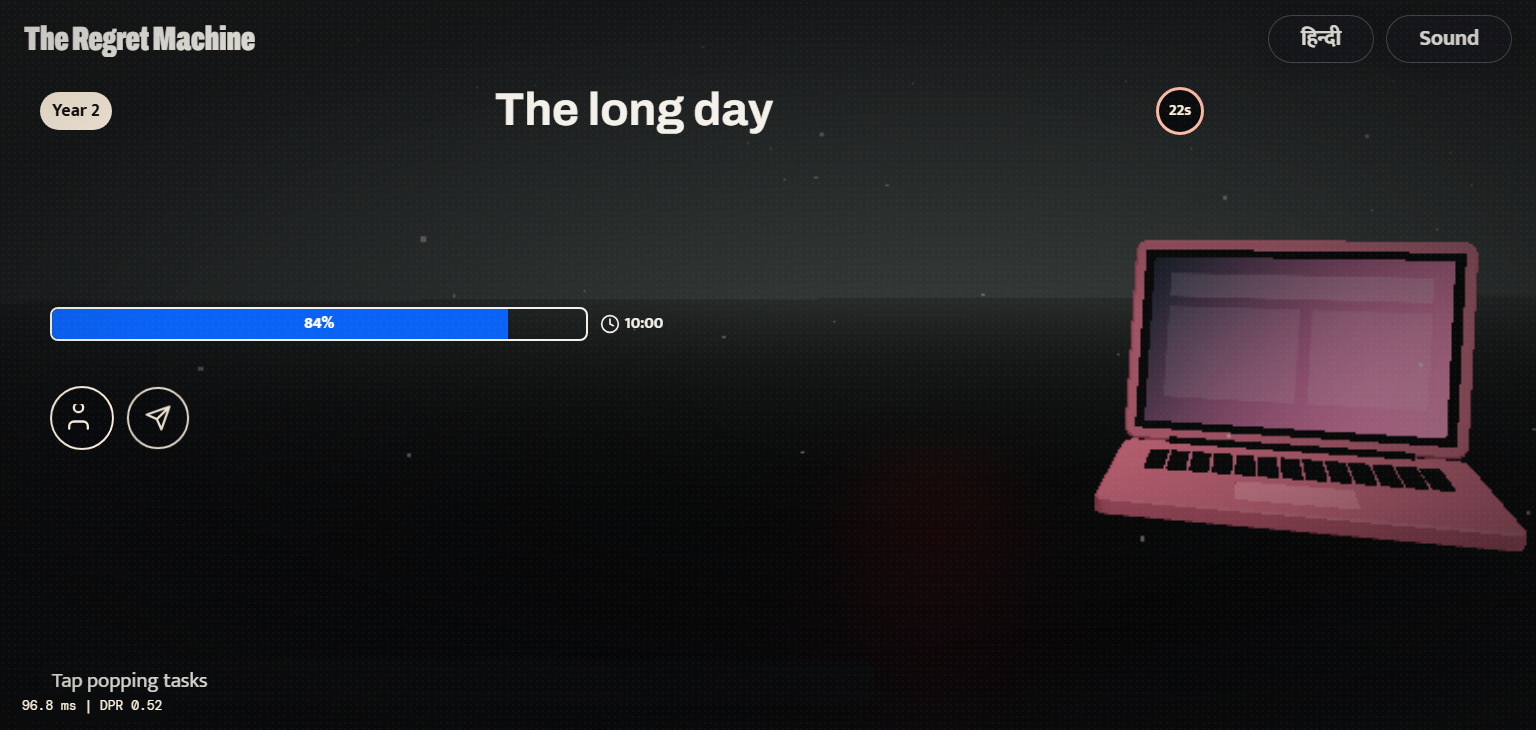 The Regret Machine
हिन्दी
Sound
Year 2
The long day
22s
84%
10:00
Tap popping tasks
96.8 ms | DPR 0.52